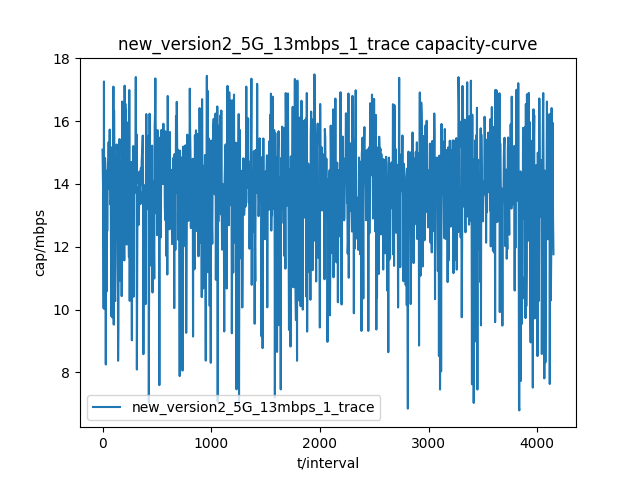 new_version2_5G_13mbps_1_trace capacity-curve
18
16
14
12
10
8
cap/mbps
new_version2_5G_13mbps_1_trace
0 1000 2000 3000 4000
t/interval